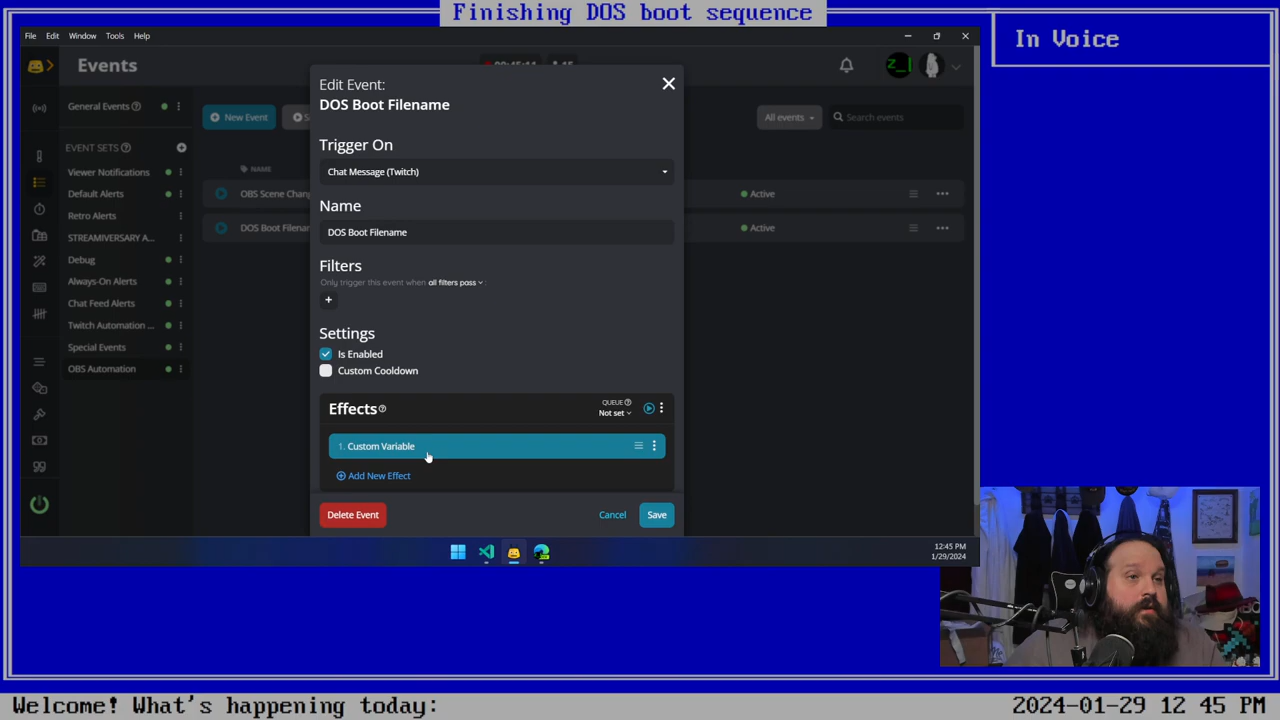 Finishing DOS boot sequence
In Voice
File Edit Window Tools Help
Events
z_|
General Events
New Event
All events
Search events
EVENT SETS
NAME
Viewer Notifications
Default Alerts
Retro Alerts
STREAMIVERSARY A...
Debug
Always-On Alerts
Chat Feed Alerts
Twitch Automation ...
Special Events
OBS Automation
OBS Scene Chan
Active
DOS Boot Filenar
Active
Edit Event:
DOS Boot Filename
Trigger On
Chat Message (Twitch)
Name
DOS Boot Filename
Filters
Only trigger this event when all filters pass :
Settings
Is Enabled
Custom Cooldown
Effects
QUEUE
Not set
1. Custom Variable
Add New Effect
Delete Event
Cancel
Save
12:45 PM
1/29/2024
Welcome! What's happening today:
2024-01-29 12 45 PM